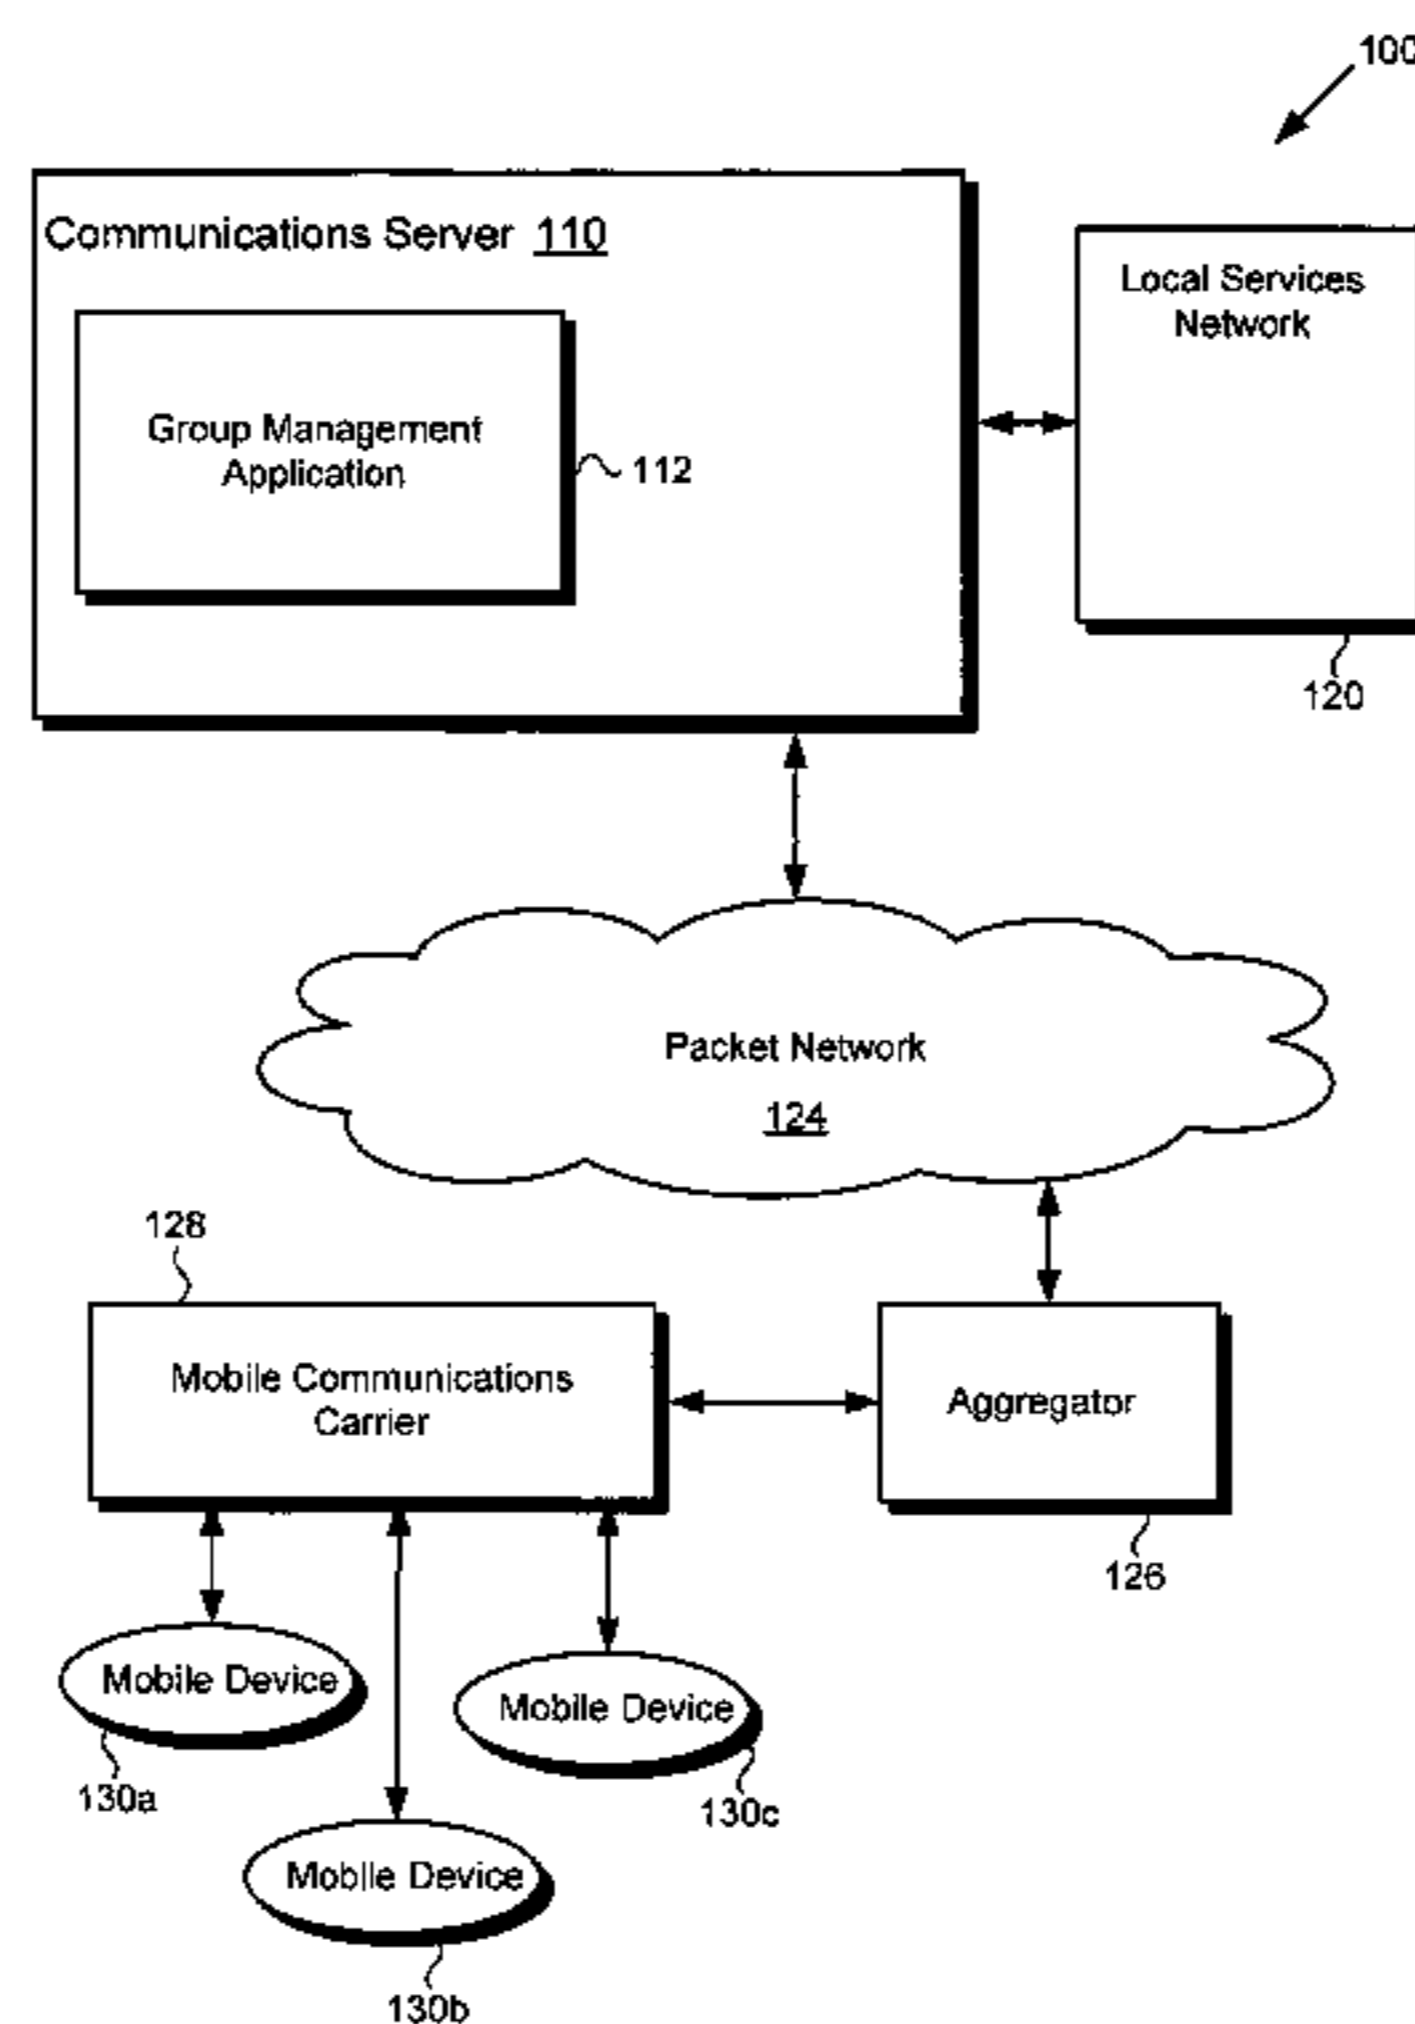 100
Communications Server 110
Local Services
Network
Group Management
Application
112
120
Packet Network
124
128
Mobile Communications
Carrier
Aggregator
126
Mobile Device
Mobile Device
130a
130c
Mobile Device
130b